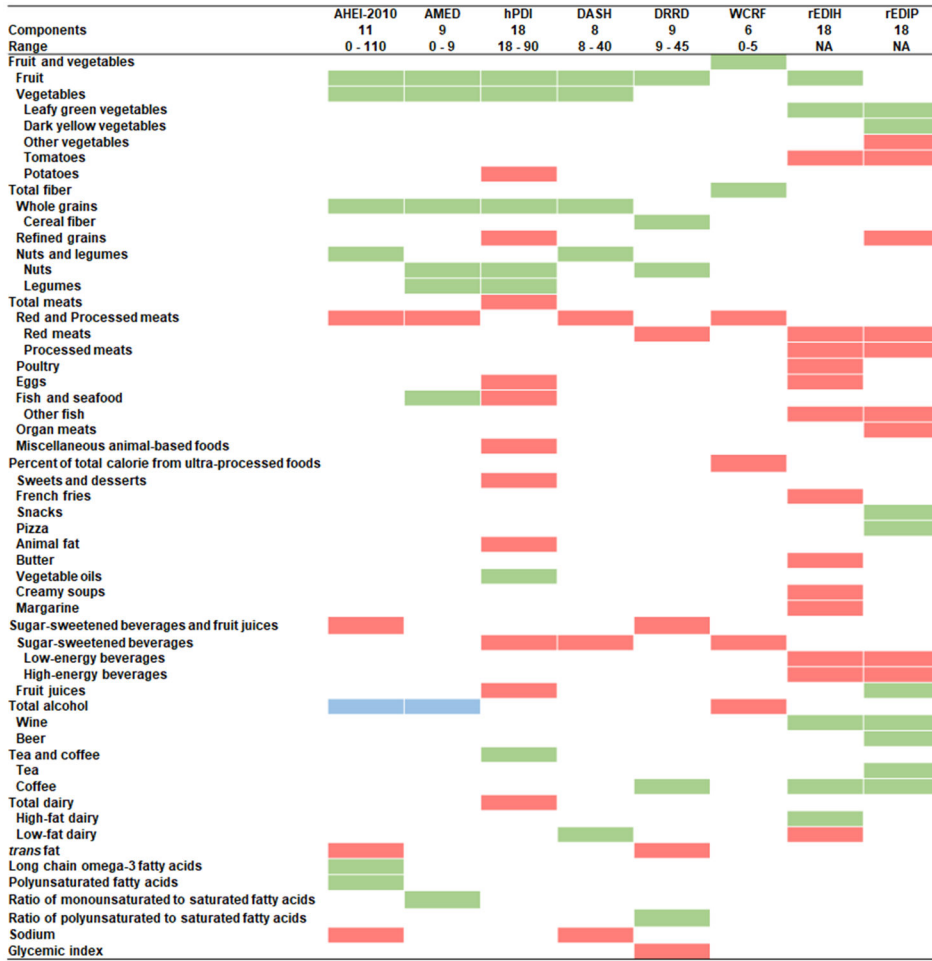 AHEI-2010 AMED hPDI DASH DRRD WCRF rEDIH rEDIP
Components 11 9 18 8 9 6 18 18
Range 0 - 110 0 - 9 18 - 90 8 - 40 9 - 45 0-5 NA NA
Fruit and vegetables
Fruit
Vegetables
Leafy green vegetables
Dark yellow vegetables
Other vegetables
Tomatoes
Potatoes
Total fiber
Whole grains
Cereal fiber
Refined grains
Nuts and legumes
Nuts
Legumes
Total meats
Red and Processed meats
Red meats
Processed meats
Poultry
Eggs
Fish and seafood
Other fish
Organ meats
Miscellaneous animal-based foods
Percent of total calorie from ultra-processed foods
Sweets and desserts
French fries
Snacks
Pizza
Animal fat
Butter
Vegetable oils
Creamy soups
Margarine
Sugar-sweetened beverages and fruit juices
Sugar-sweetened beverages
Low-energy beverages
High-energy beverages
Fruit juices
Total alcohol
Wine
Beer
Tea and coffee
Tea
Coffee
Total dairy
High-fat dairy
Low-fat dairy
trans fat
Long chain omega-3 fatty acids
Polyunsaturated fatty acids
Ratio of monounsaturated to saturated fatty acids
Ratio of polyunsaturated to saturated fatty acids
Sodium
Glycemic index